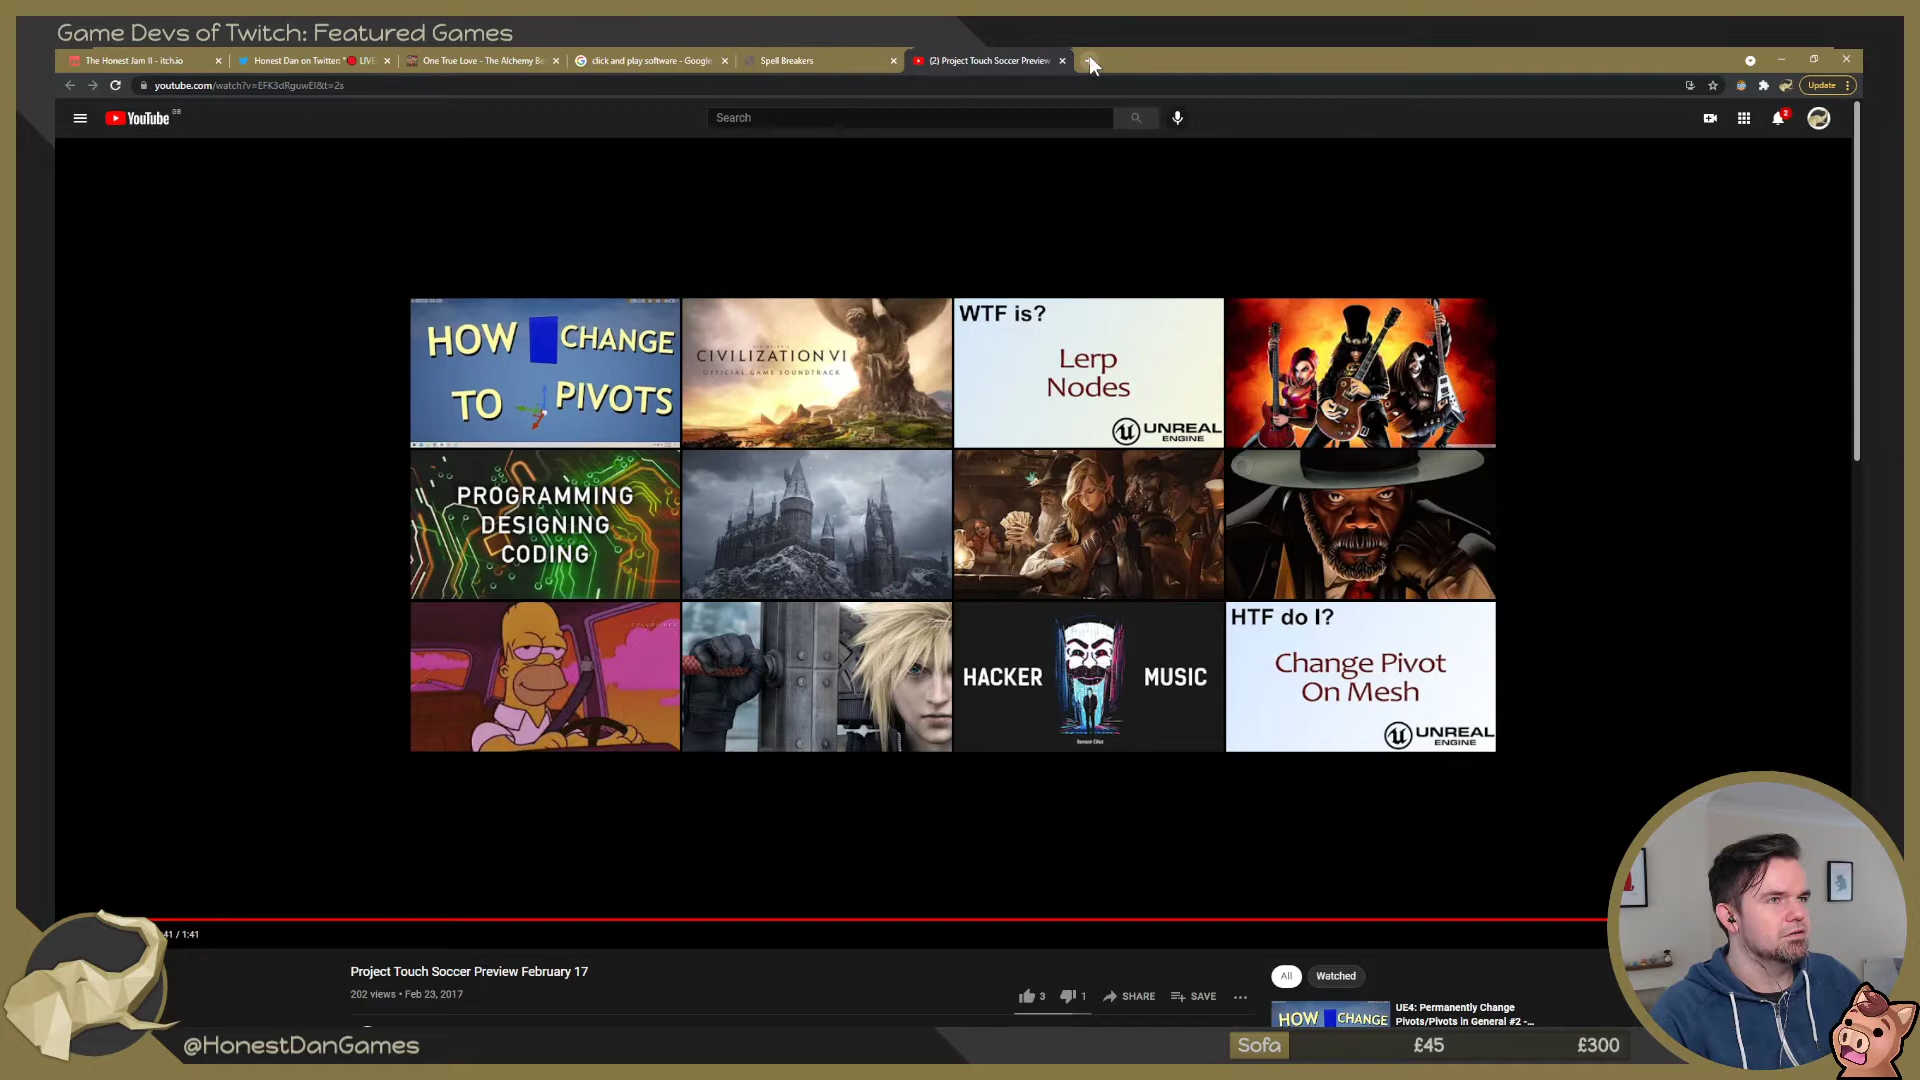 Game Devs of Twitch: Featured Games
The Honest Jam II - itch.io
Honest Dan on Twitter: "🔴 LIVE
One True Love - The Alchemy Be
click and play software - Google
Spell Breakers
(2) Project Touch Soccer Preview
youtube.com/watch?v=EFK3dRguwEI&t=2s
Update
YouTube GB
Search
2
HOW CHANGE
TO PIVOTS
CIVILIZATION VI
OFFICIAL GAME SOUNDTRACK
WTF is?
Lerp
Nodes
UNREAL
ENGINE
PROGRAMMING
DESIGNING
CODING
HACKER MUSIC
HTF do I?
Change Pivot
On Mesh
UNREAL
ENGINE
41 / 1:41
Project Touch Soccer Preview February 17
202 views • Feb 23, 2017
3
1
SHARE
SAVE
All
Watched
HOW CHANGE
UE4: Permanently Change
Pivots/Pivots in General #2 -...
@HonestDanGames
Sofa £45 £300